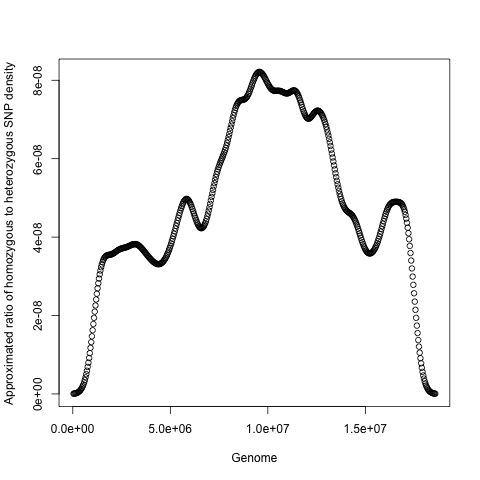 Approximated ratio of homozygous to heterozygous SNP density
8e-08
6e-08
4e-08
2e-08
0e+00
0.0e+00 5.0e+06 1.0e+07 1.5e+07
Genome